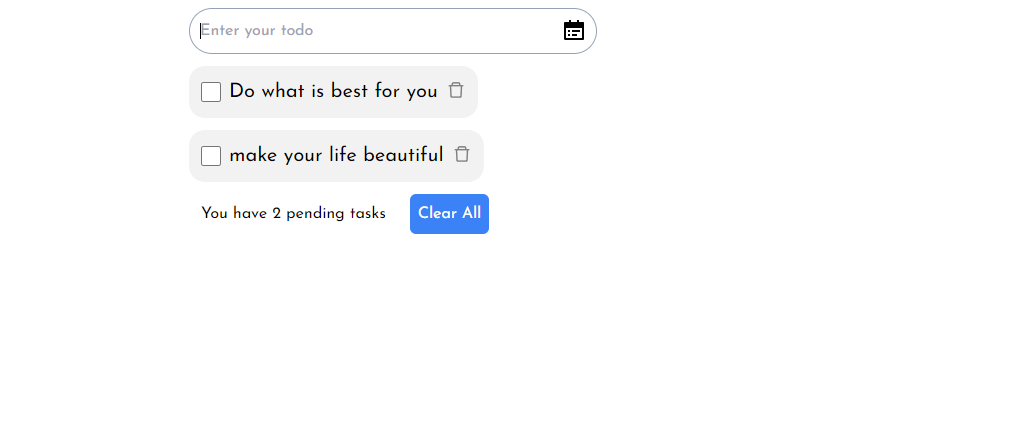 Enter your todo
Do what is best for you
make your life beautiful
You have 2 pending tasks
Clear All